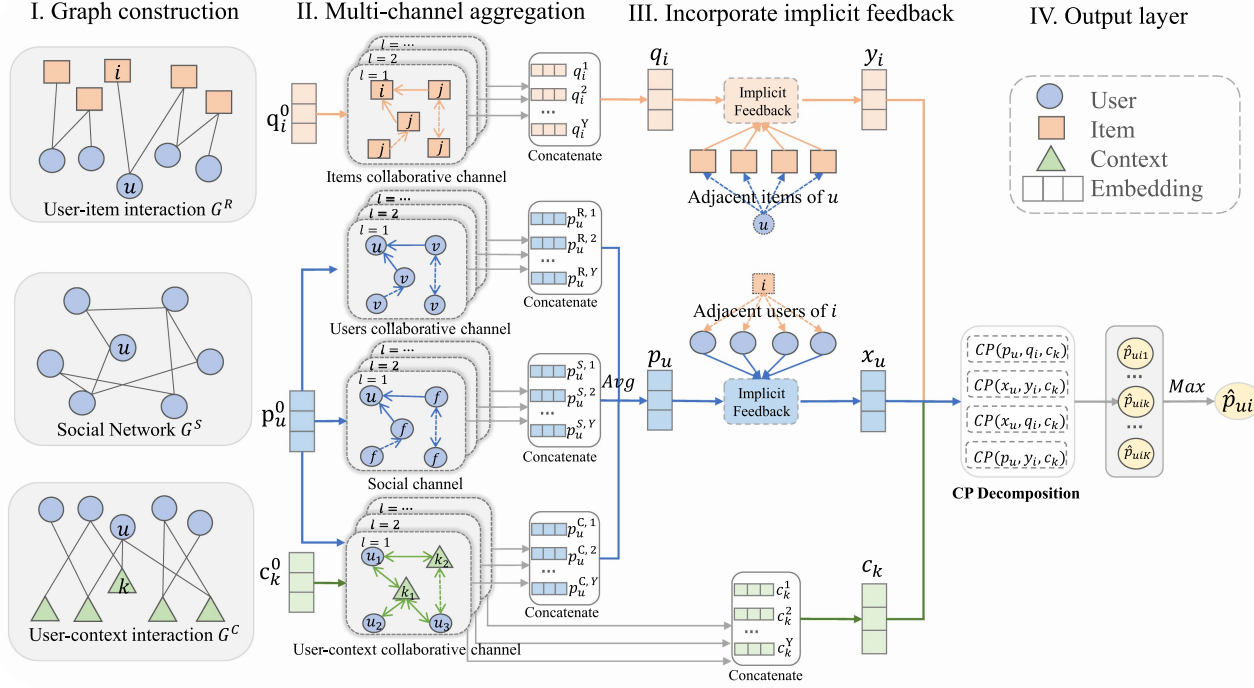 I. Graph construction
i
u
User-item interaction G^R
u
Social Network G^S
u
k
User-context interaction G^C
II. Multi-channel aggregation
q_i^0
l = ...
l = 2
l = 1
i
j
j
j
j
Items collaborative channel
q_i^1
q_i^2
...
q_i^Y
Concatenate
l = ...
l = 2
l = 1
u
v
v
v
v
Users collaborative channel
p_u^{R,1}
p_u^{R,2}
...
p_u^{R,Y}
Concatenate
p_u^0
l = ...
l = 2
l = 1
u
f
f
f
f
Social channel
p_u^{S,1}
p_u^{S,2}
...
p_u^{S,Y}
Concatenate
Avg
c_k^0
l = ...
l = 2
l = 1
u_1
k_2
k_1
u_2
u_3
User-context collaborative channel
p_u^{C,1}
p_u^{C,2}
...
p_u^{C,Y}
Concatenate
c_k^1
c_k^2
...
c_k^Y
Concatenate
III. Incorporate implicit feedback
q_i
Implicit
Feedback
y_i
Adjacent items of u
u
i
Adjacent users of i
p_u
Implicit
Feedback
x_u
c_k
IV. Output layer
User
Item
Context
Embedding
CP(p_u, q_i, c_k)
CP(x_u, y_i, c_k)
CP(x_u, q_i, c_k)
CP(p_u, y_i, c_k)
CP Decomposition
p̂_{ui1}
...
p̂_{uik}
...
p̂_{uiK}
Max
p̂_{ui}